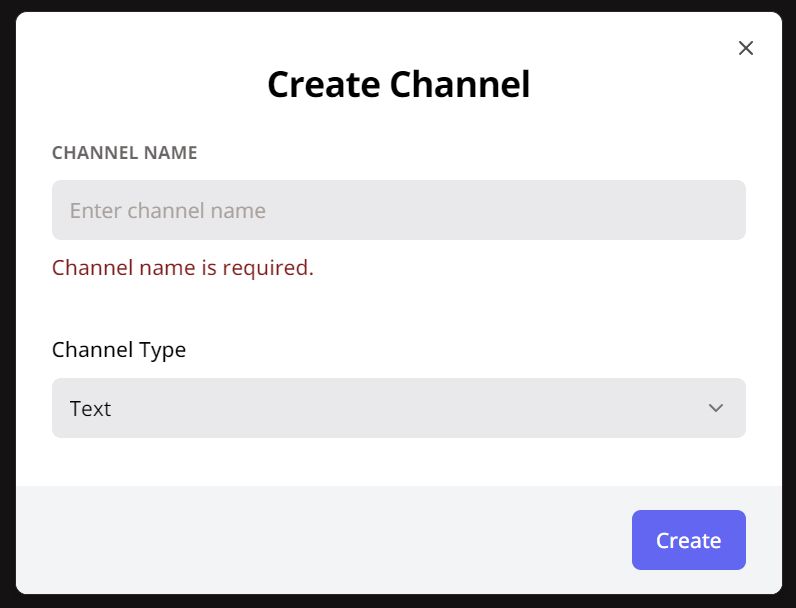 Create Channel
CHANNEL NAME
Enter channel name
Channel name is required.
Channel Type
Text
Create